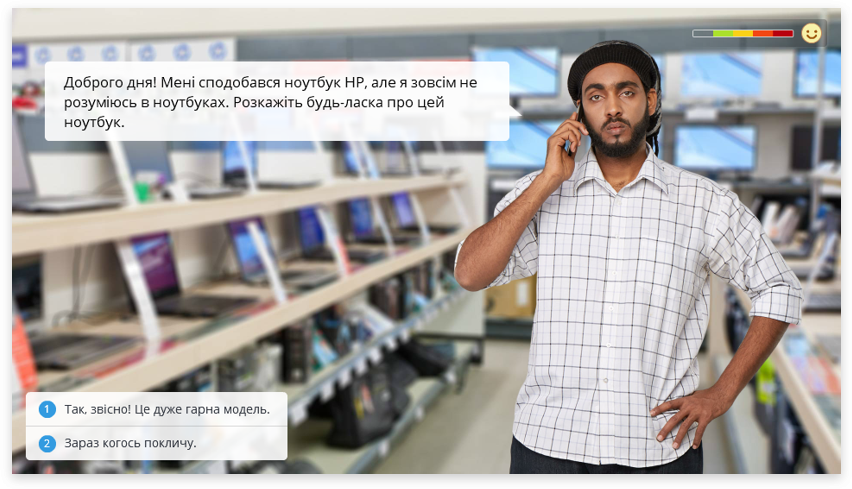 Доброго дня! Мені сподобався ноутбук HP, але я зовсім не
розуміюсь в ноутбуках. Розкажіть будь-ласка про цей
ноутбук.
1 Так, звісно! Це дуже гарна модель.
2 Зараз когось покличу.